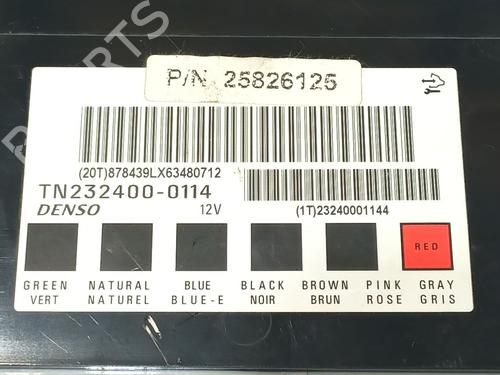 PARTS
P/N 25826125
(20T)878439LX63480712
TN232400-0114
DENSO 12V (1T)23240001144
RED
GREEN NATURAL BLUE BLACK BROWN PINK GRAY
VERT NATUREL BLUE-E NOIR BRUN ROSE GRIS